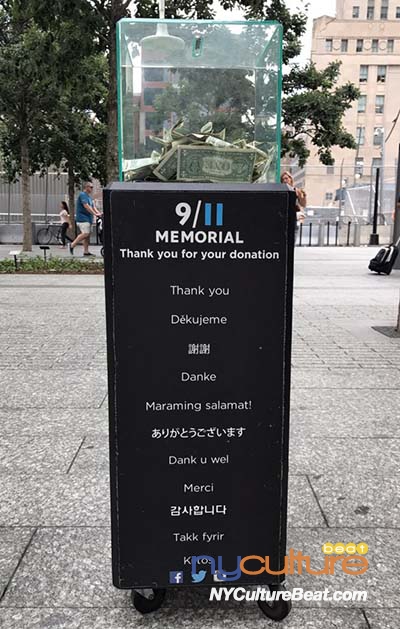 ONE
9/11
MEMORIAL
Thank you for your donation
Thank you
Děkujeme
謝謝
Danke
Maraming salamat!
ありがとうございます
Dank u wel
Merci
감사합니다
Takk fyrir
nyculture beat
NYCultureBeat.com